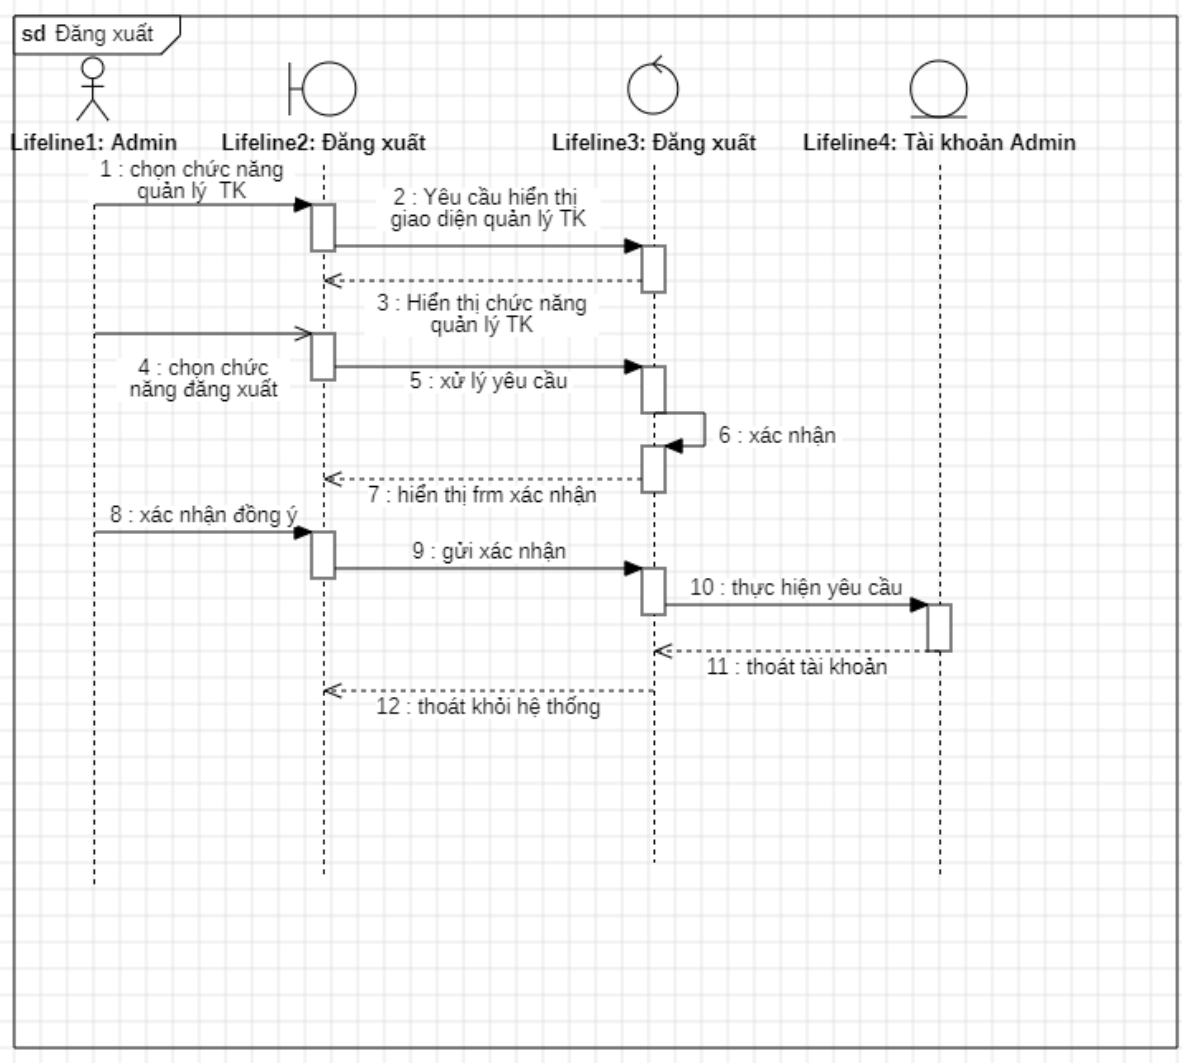 sd Đăng xuất
Lifeline1: Admin
Lifeline2: Đăng xuất
Lifeline3: Đăng xuất
Lifeline4: Tài khoản Admin
1 : chọn chức năng
quản lý TK
2 : Yêu cầu hiển thị
giao diện quản lý TK
3 : Hiển thị chức năng
quản lý TK
4 : chọn chức
năng đăng xuất
5 : xử lý yêu cầu
6 : xác nhận
7 : hiển thị frm xác nhận
8 : xác nhận đồng ý
9 : gửi xác nhận
10 : thực hiện yêu cầu
11 : thoát tài khoản
12 : thoát khỏi hệ thống